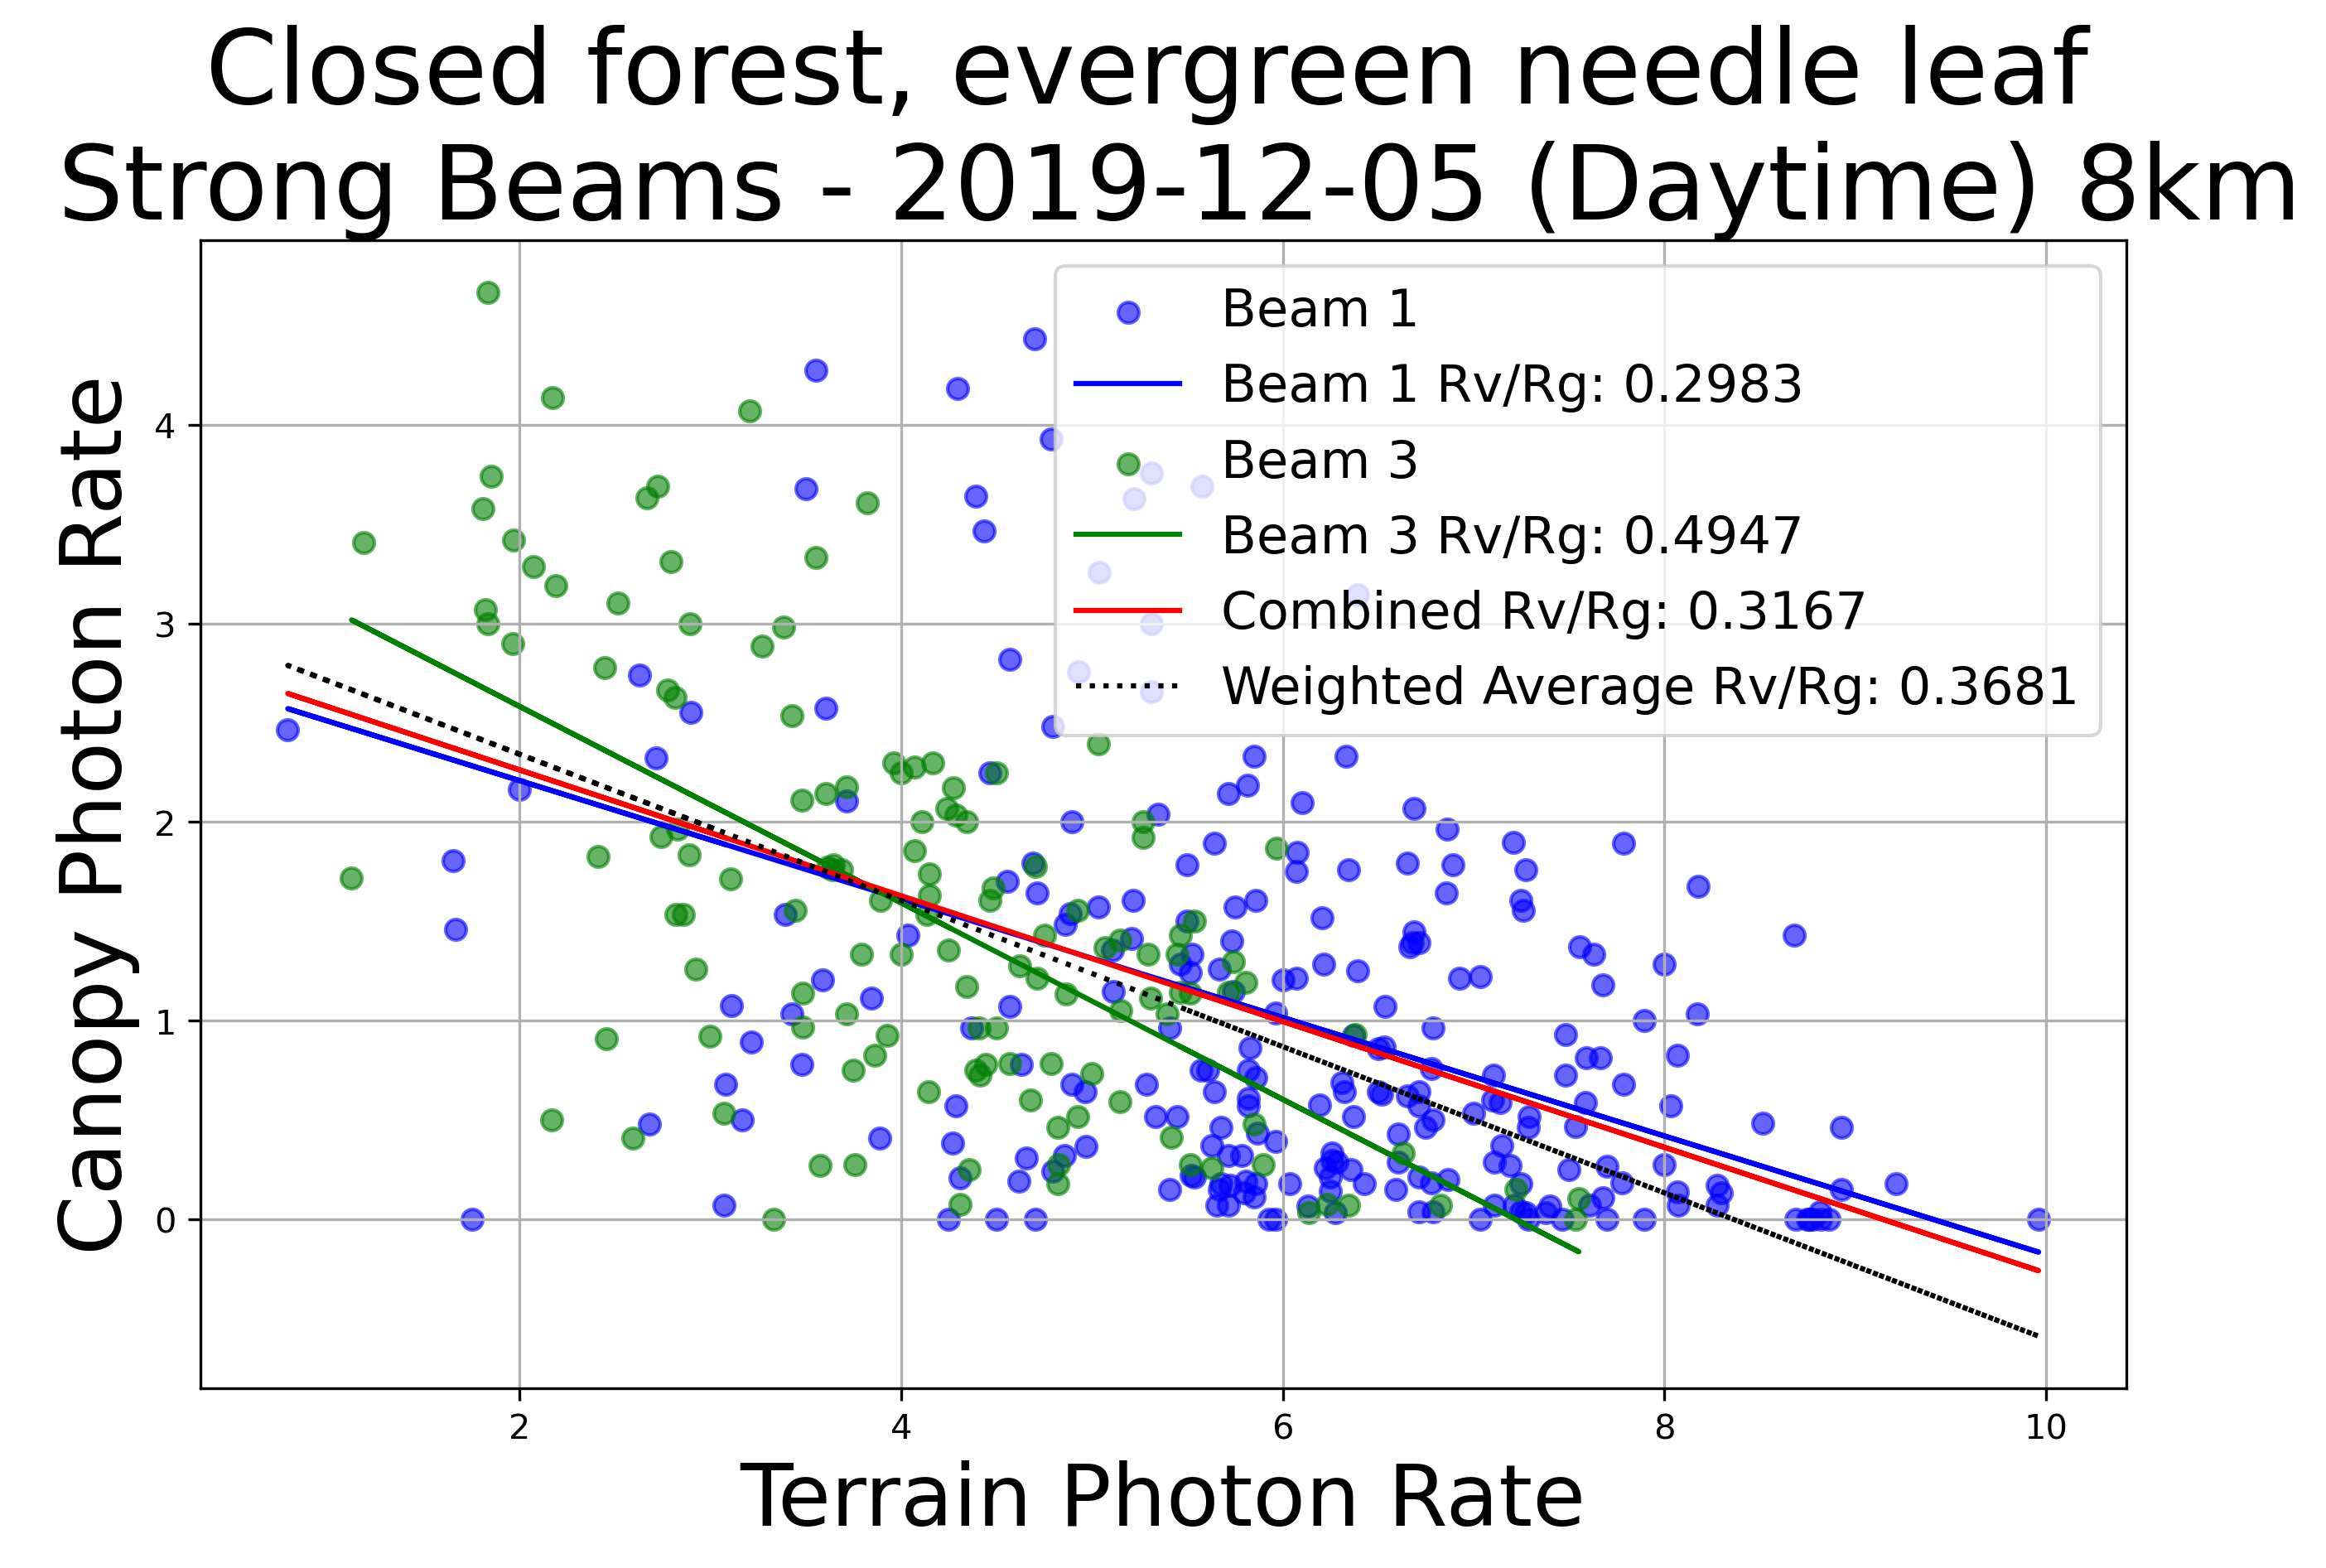 Closed forest, evergreen needle leaf
Strong Beams - 2019-12-05 (Daytime) 8km
Beam 1
Beam 1 Rv/Rg: 0.2983
Beam 3
Beam 3 Rv/Rg: 0.4947
Combined Rv/Rg: 0.3167
Weighted Average Rv/Rg: 0.3681
Canopy Photon Rate
4
3
2
1
0
2 4 6 8 10
Terrain Photon Rate